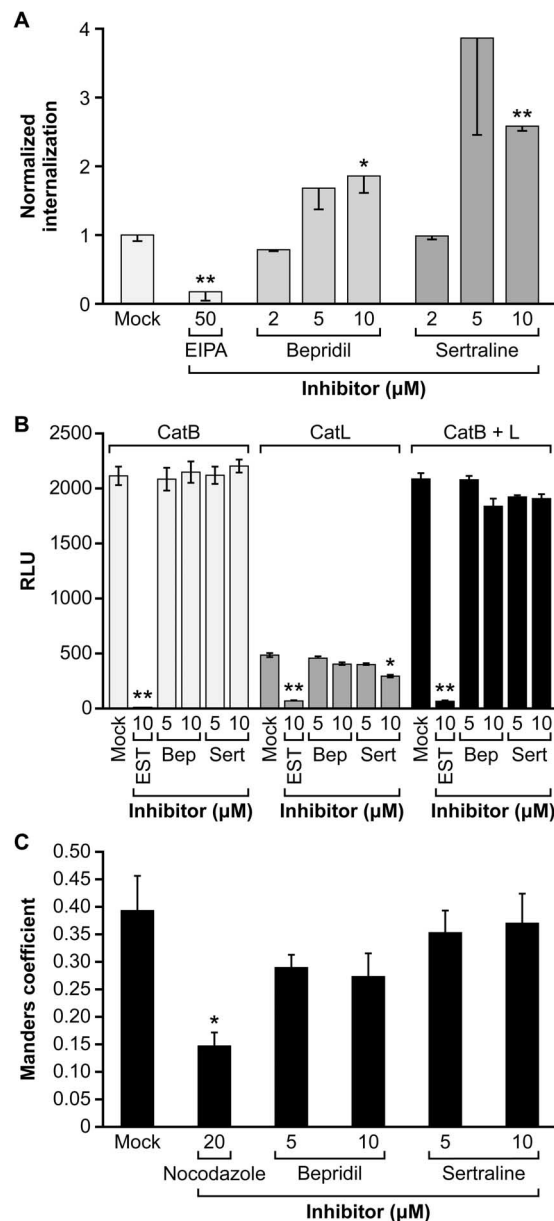 A
4
**
3
Normalized
internalization
*
2
1
**
0
Mock 50 2 5 10 2 5 10
EIPA Bepridil Sertraline
Inhibitor (µM)
B
2500 CatB CatL CatB + L
2000
1500
RLU
1000
500 *
** ** **
0
Mock 10 5 10 5 10 Mock 10 5 10 5 10 Mock 10 5 10 5 10
EST Bep Sert EST Bep Sert EST Bep Sert
Inhibitor (µM) Inhibitor (µM) Inhibitor (µM)
C
0.50
0.45
0.40
0.35
Manders coefficient
0.30
0.25
0.20 *
0.15
0.10
0.05
0
Mock 20 5 10 5 10
Nocodazole Bepridil Sertraline
Inhibitor (µM)